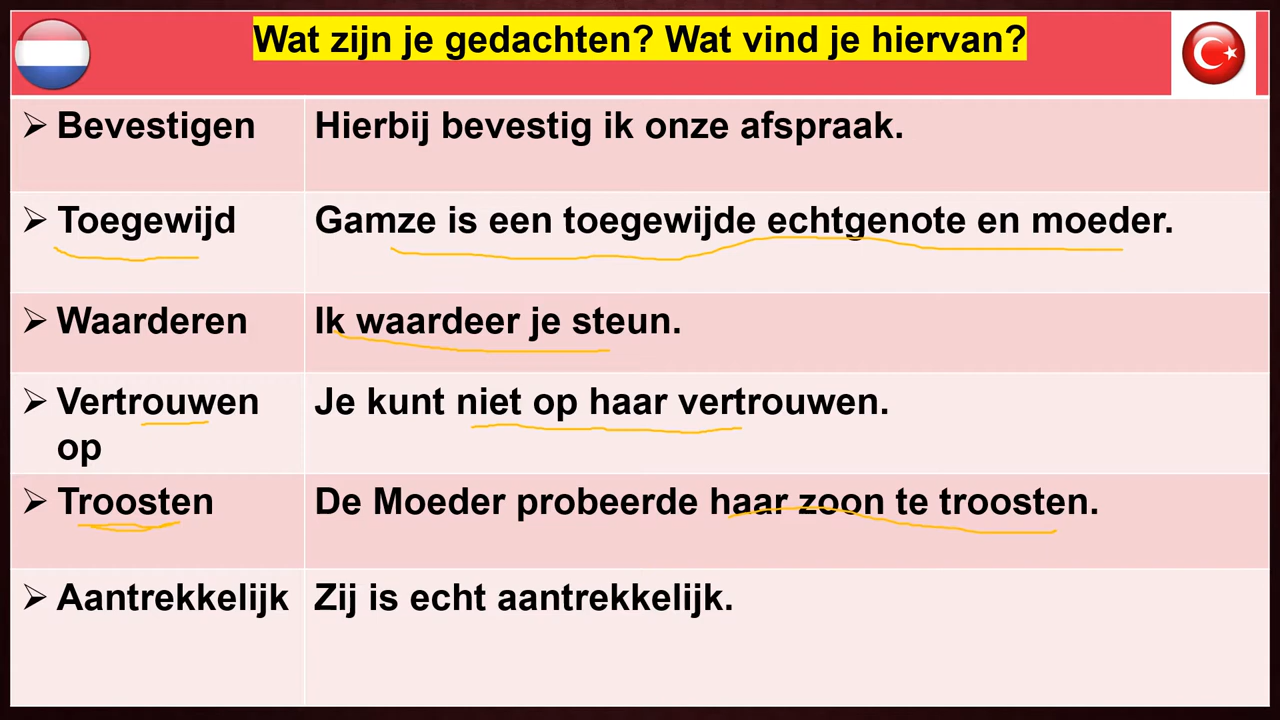 Wat zijn je gedachten? Wat vind je hiervan?
Bevestigen
Hierbij bevestig ik onze afspraak.
Toegewijd
Gamze is een toegewijde echtgenote en moeder.
Waarderen
Ik waardeer je steun.
Vertrouwen
op
Je kunt niet op haar vertrouwen.
Troosten
De Moeder probeerde haar zoon te troosten.
Aantrekkelijk
Zij is echt aantrekkelijk.